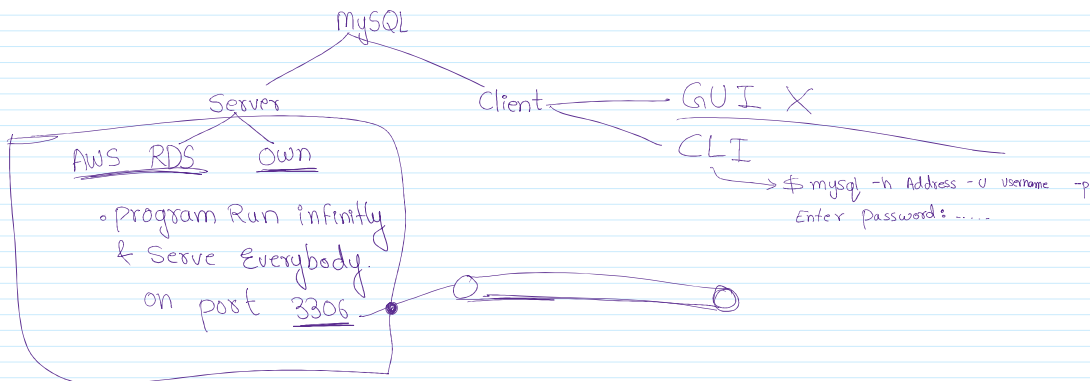 MySQL
Server
Client
GUI X
CLI
$ mysql -h Address -U username -p
Enter Password: .....
AWS RDS
Own
• Program Run infinitly
& Serve Everybody.
on port 3306